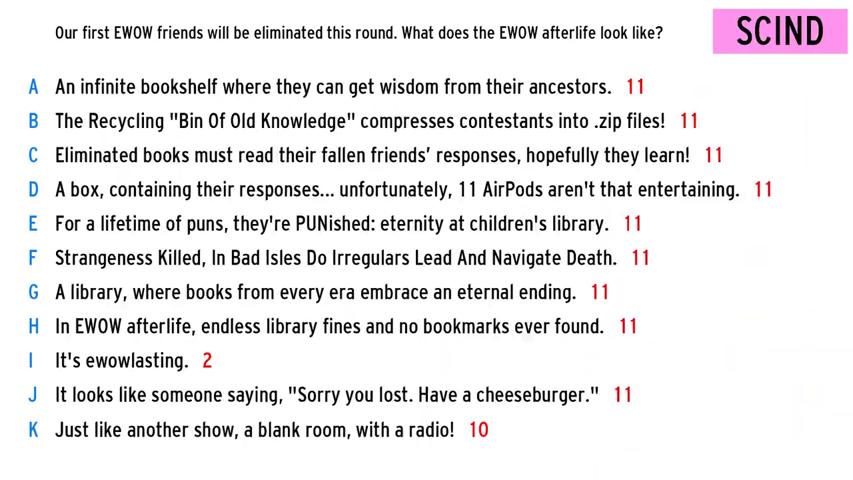 Our first EWOW friends will be eliminated this round. What does the EWOW afterlife look like?
SCIND
A An infinite bookshelf where they can get wisdom from their ancestors. 11
B The Recycling "Bin Of Old Knowledge" compresses contestants into .zip files! 11
C Eliminated books must read their fallen friends’ responses, hopefully they learn! 11
D A box, containing their responses... unfortunately, 11 AirPods aren't that entertaining. 11
E For a lifetime of puns, they're PUNished: eternity at children's library. 11
F Strangeness Killed, In Bad Isles Do Irregulars Lead And Navigate Death. 11
G A library, where books from every era embrace an eternal ending. 11
H In EWOW afterlife, endless library fines and no bookmarks ever found. 11
I It's ewowlasting. 2
J It looks like someone saying, "Sorry you lost. Have a cheeseburger." 11
K Just like another show, a blank room, with a radio! 10